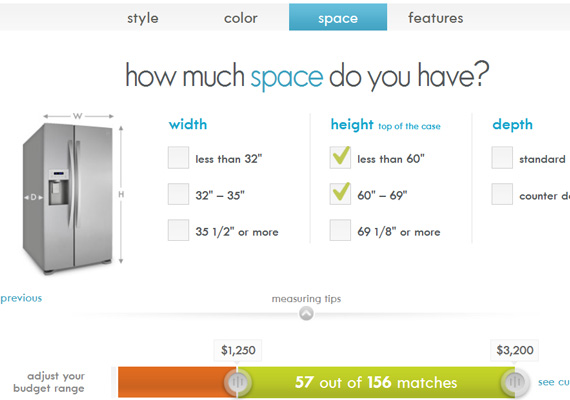 style color space features
how much space do you have?
W
H
D
width
less than 32"
32" – 35"
35 1/2" or more
height top of the case
less than 60"
60" – 69"
69 1/8" or more
depth
standard
counter
previous
measuring tips
$1,250 $3,200
adjust your
budget range
57 out of 156 matches
see